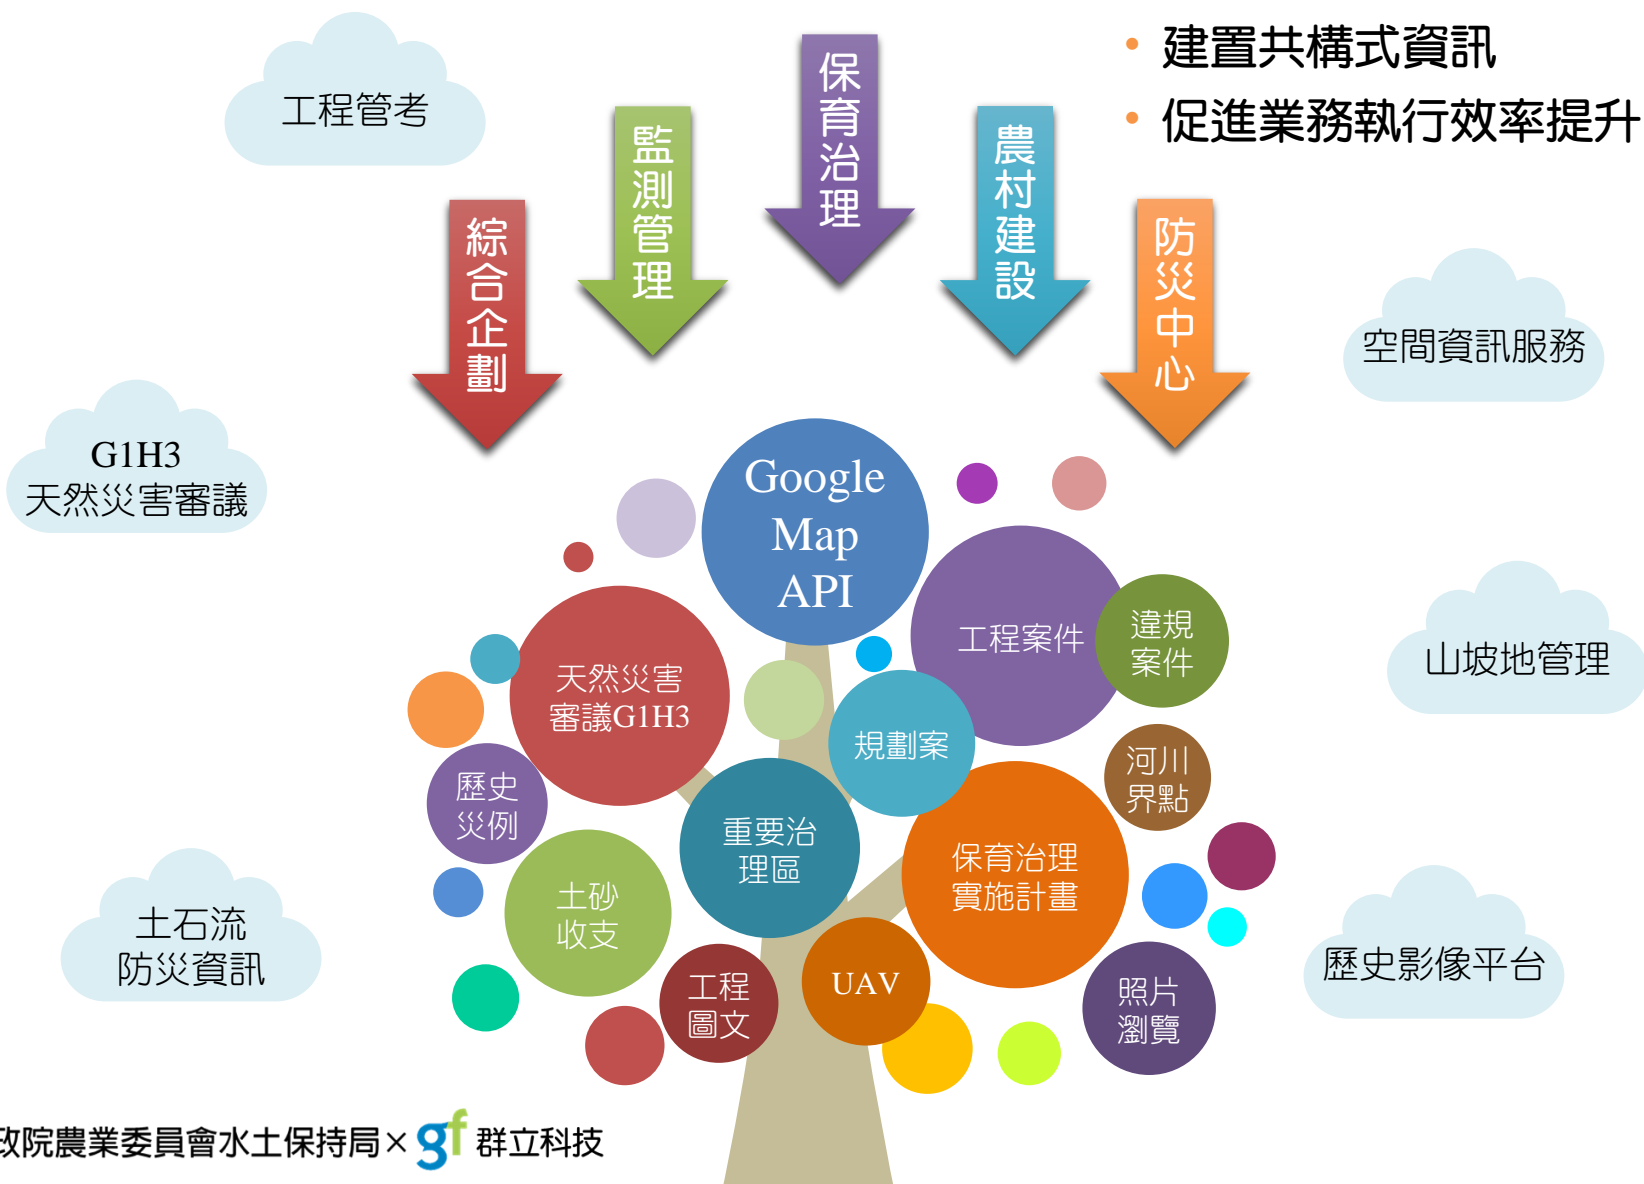 建置共構式資訊
促進業務執行效率提升
工程管考
保育治理
監測管理
農村建設
綜合企劃
防災中心
空間資訊服務
G1H3
天然災害審議
Google
Map
API
工程案件
違規
案件
山坡地管理
天然災害
審議G1H3
規劃案
河川
界點
歷史
災例
重要治
理區
保育治理
實施計畫
土砂
收支
土石流
防災資訊
歷史影像平台
工程
圖文
UAV
照片
瀏覽
政院農業委員會水土保持局×gf 群立科技